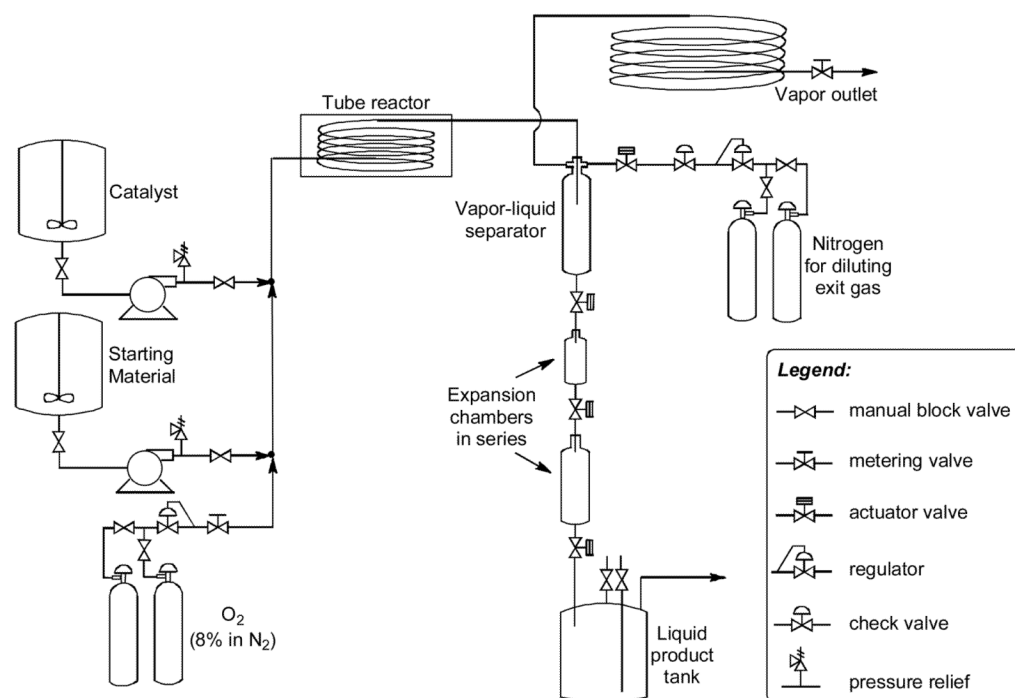 Tube reactor
Vapor outlet
Catalyst
Vapor-liquid
separator
Nitrogen
for diluting
exit gas
Starting
Material
Expansion
chambers
in series
O₂
(8% in N₂)
Liquid
product
tank
Legend:
manual block valve
metering valve
actuator valve
regulator
check valve
pressure relief